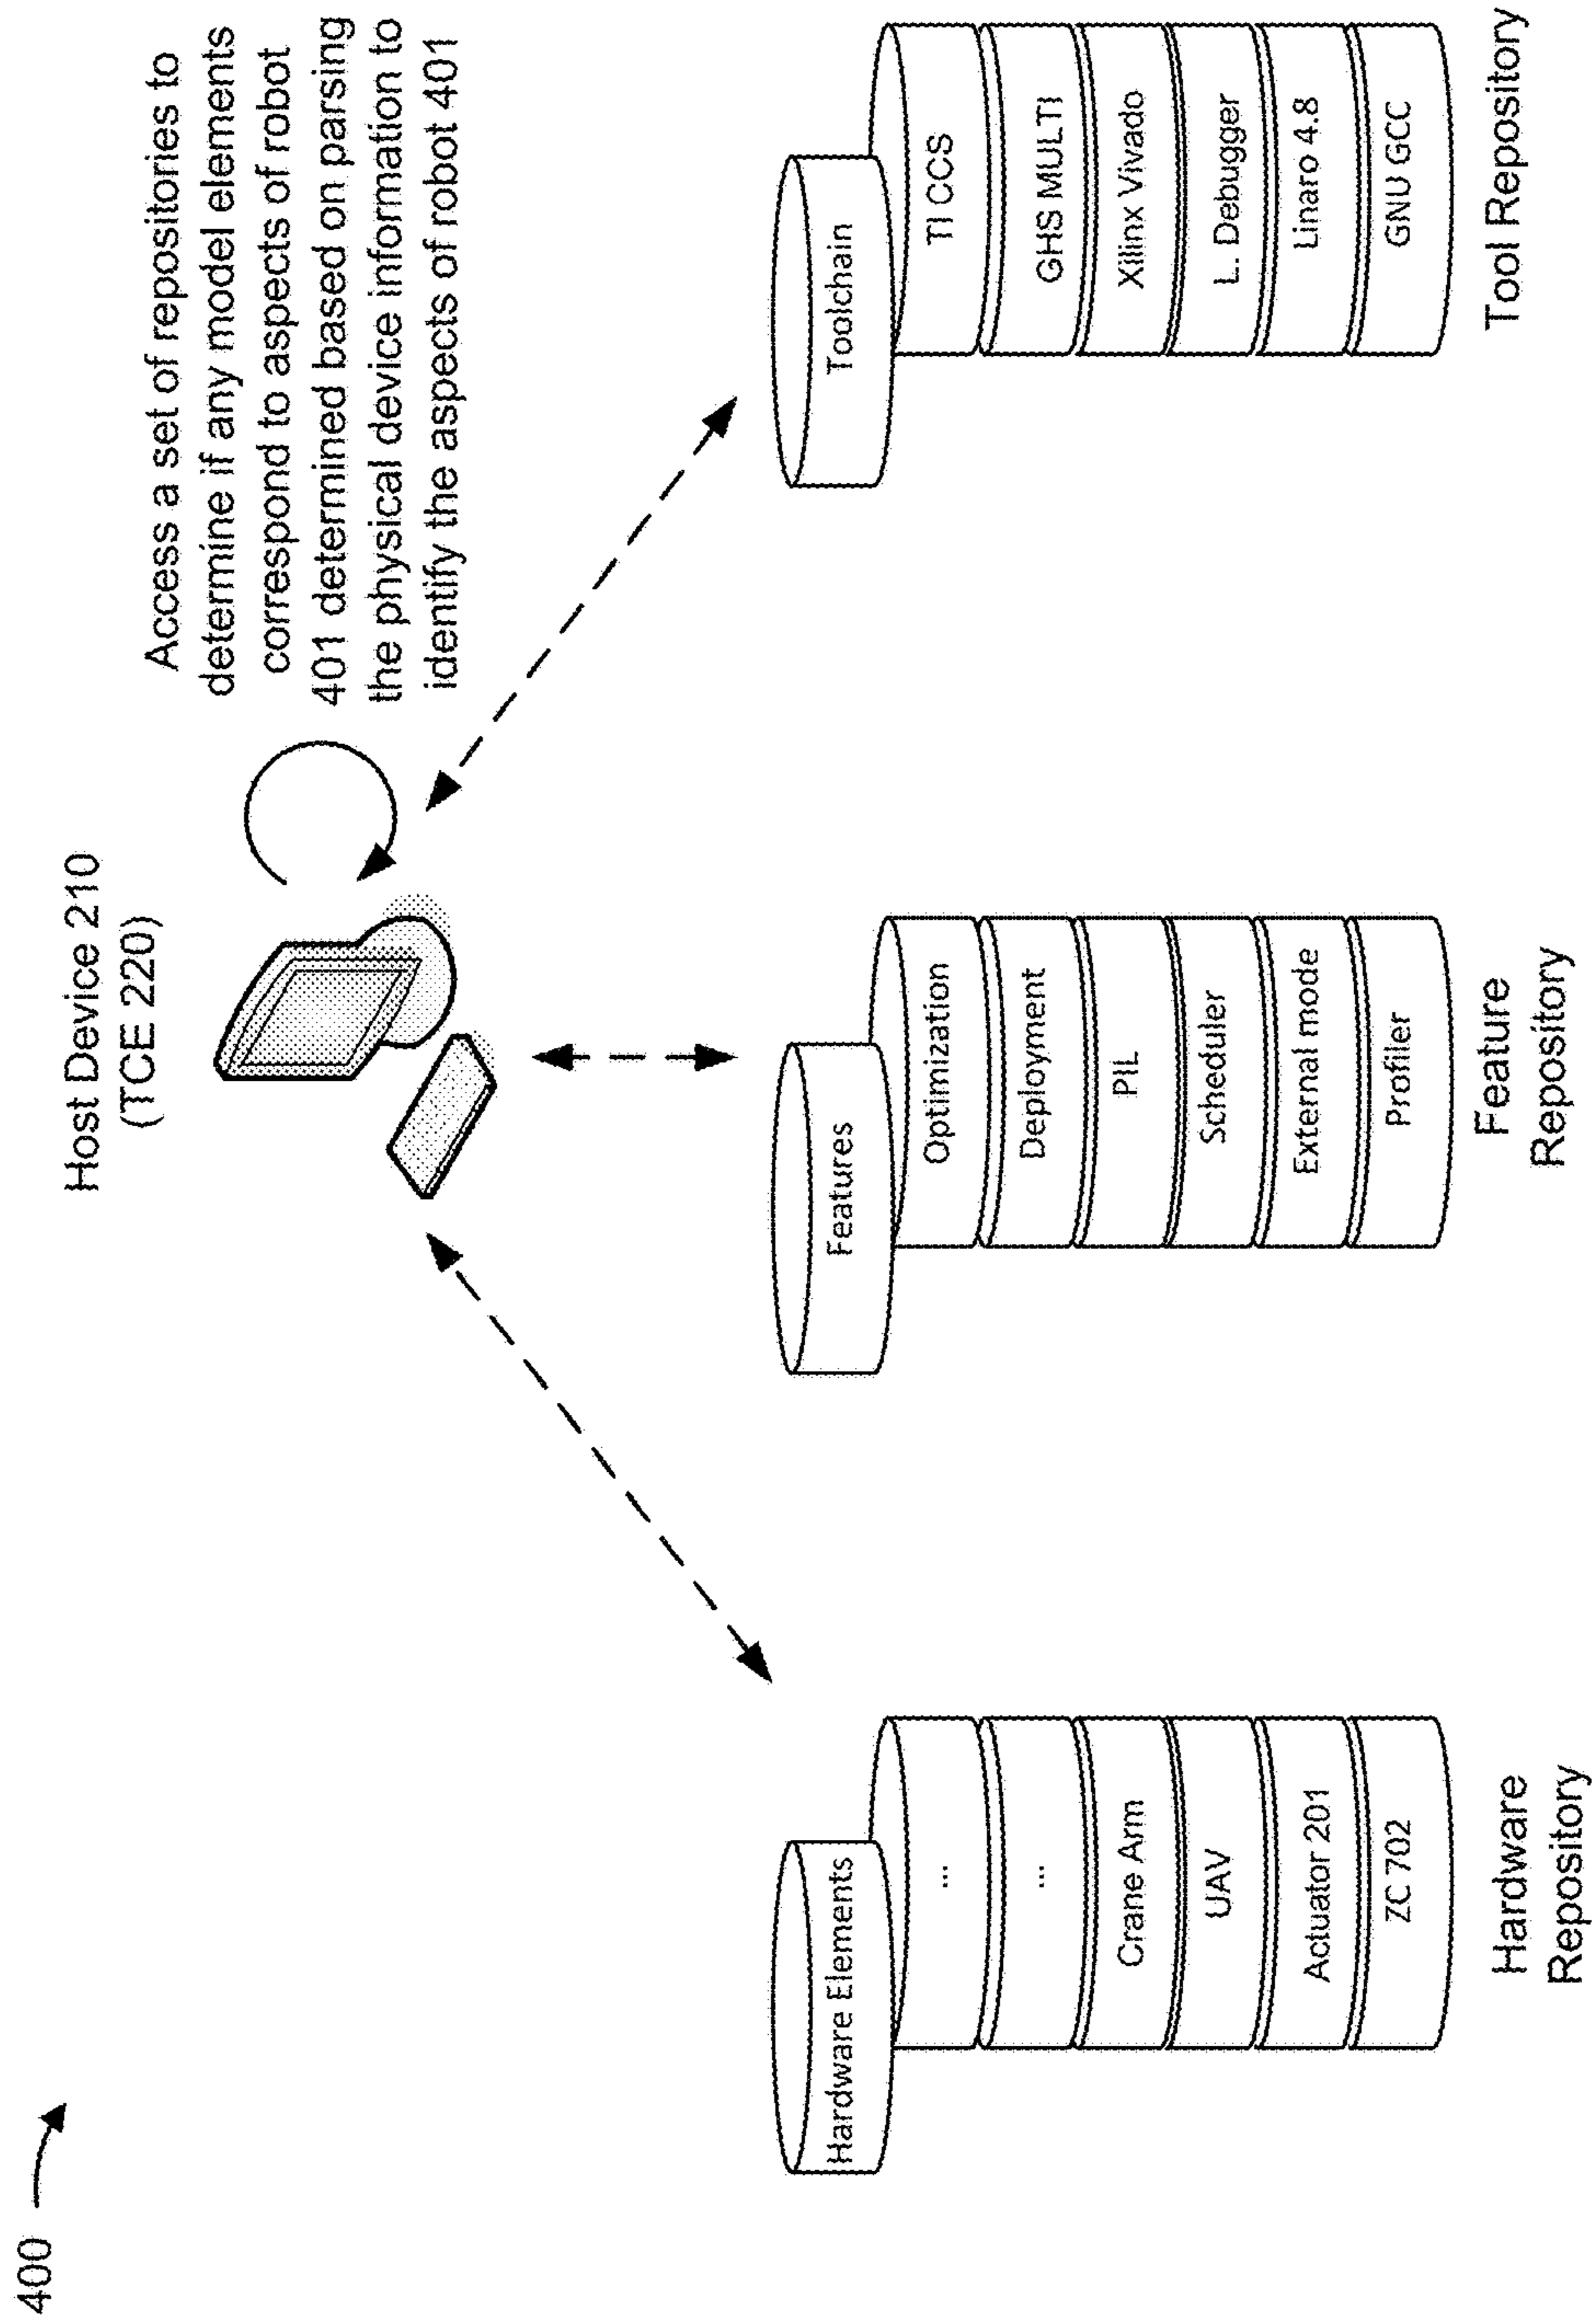 400
Host Device 210
(TCE 220)
Access a set of repositories to
determine if any model elements
correspond to aspects of robot
401 determined based on parsing
the physical device information to
identify the aspects of robot 401
Hardware Elements
...
...
Crane Arm
UAV
Actuator 201
ZC 702
Hardware
Repository
Features
Optimization
Deployment
PIL
Scheduler
External mode
Profiler
Feature
Repository
Toolchain
TI CCS
GHS MULTI
Xilinx Vivado
L. Debugger
Linaro 4.8
GNU GCC
Tool Repository